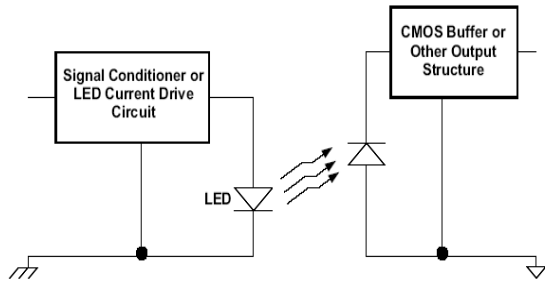 Signal Conditioner or
LED Current Drive
Circuit
LED
CMOS Buffer or
Other Output
Structure